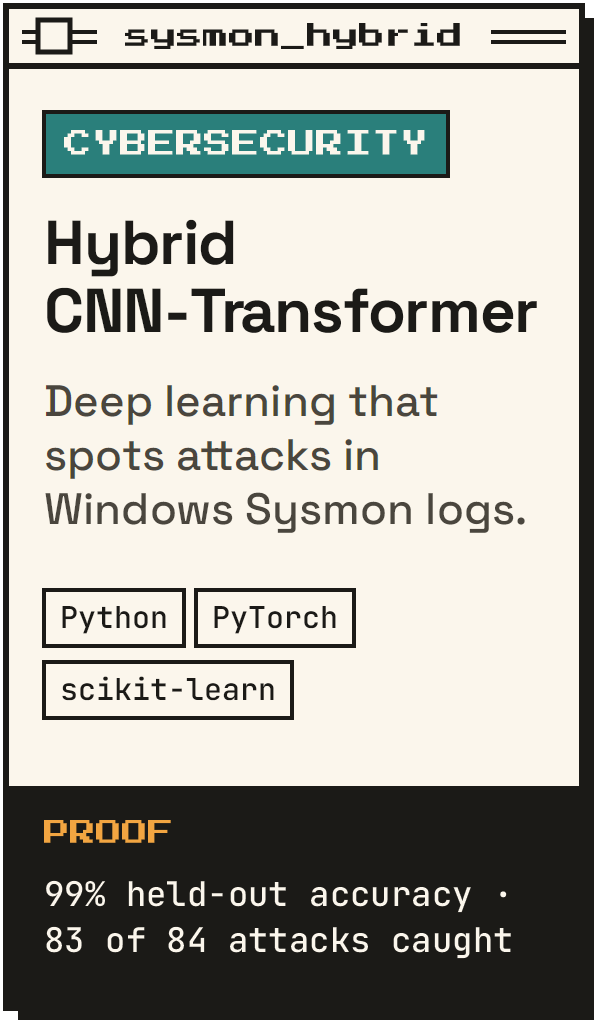 sysmon_hybrid
CYBERSECURITY
Hybrid
CNN-Transformer
Deep learning that
spots attacks in
Windows Sysmon logs.
Python PyTorch
scikit-learn
PROOF
99% held-out accuracy ·
83 of 84 attacks caught